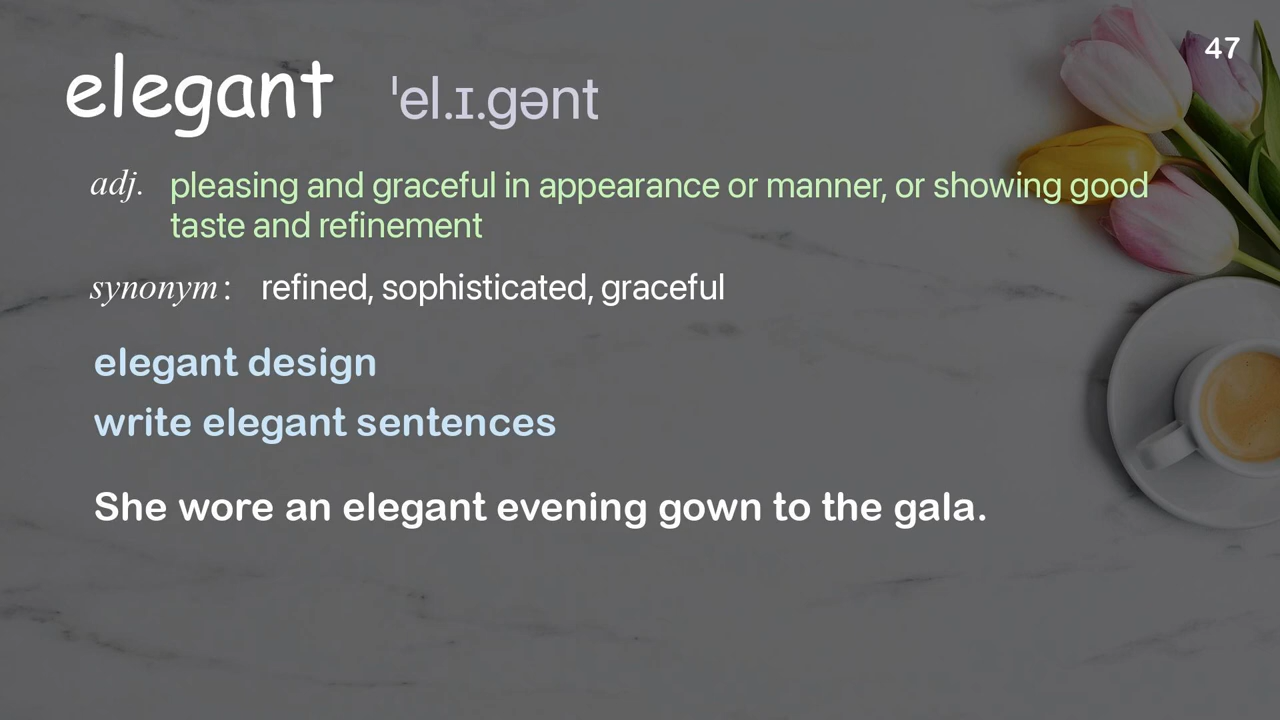 47
elegant ˈel.ɪ.gənt
adj. pleasing and graceful in appearance or manner, or showing good
taste and refinement
synonym: refined, sophisticated, graceful
elegant design
write elegant sentences
She wore an elegant evening gown to the gala.